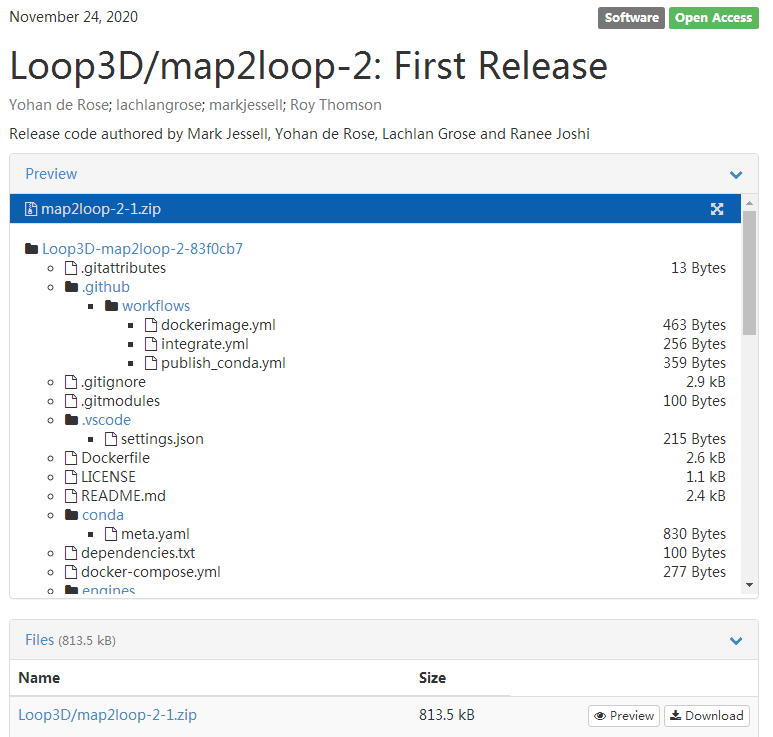 November 24, 2020 Software Open Access
Loop3D/map2loop-2: First Release
Yohan de Rose; lachlangrose; markjessell; Roy Thomson
Release code authored by Mark Jessell, Yohan de Rose, Lachlan Grose and Ranee Joshi
Preview
map2loop-2-1.zip
Loop3D-map2loop-2-83f0cb7
.gitattributes 13 Bytes
.github
workflows
dockerimage.yml 463 Bytes
integrate.yml 256 Bytes
publish_conda.yml 359 Bytes
.gitignore 2.9 kB
.gitmodules 100 Bytes
.vscode
settings.json 215 Bytes
Dockerfile 2.6 kB
LICENSE 1.1 kB
README.md 2.4 kB
conda
meta.yaml 830 Bytes
dependencies.txt 100 Bytes
docker-compose.yml 277 Bytes
engines
Files (813.5 kB)
Name Size
Loop3D/map2loop-2-1.zip 813.5 kB Preview Download